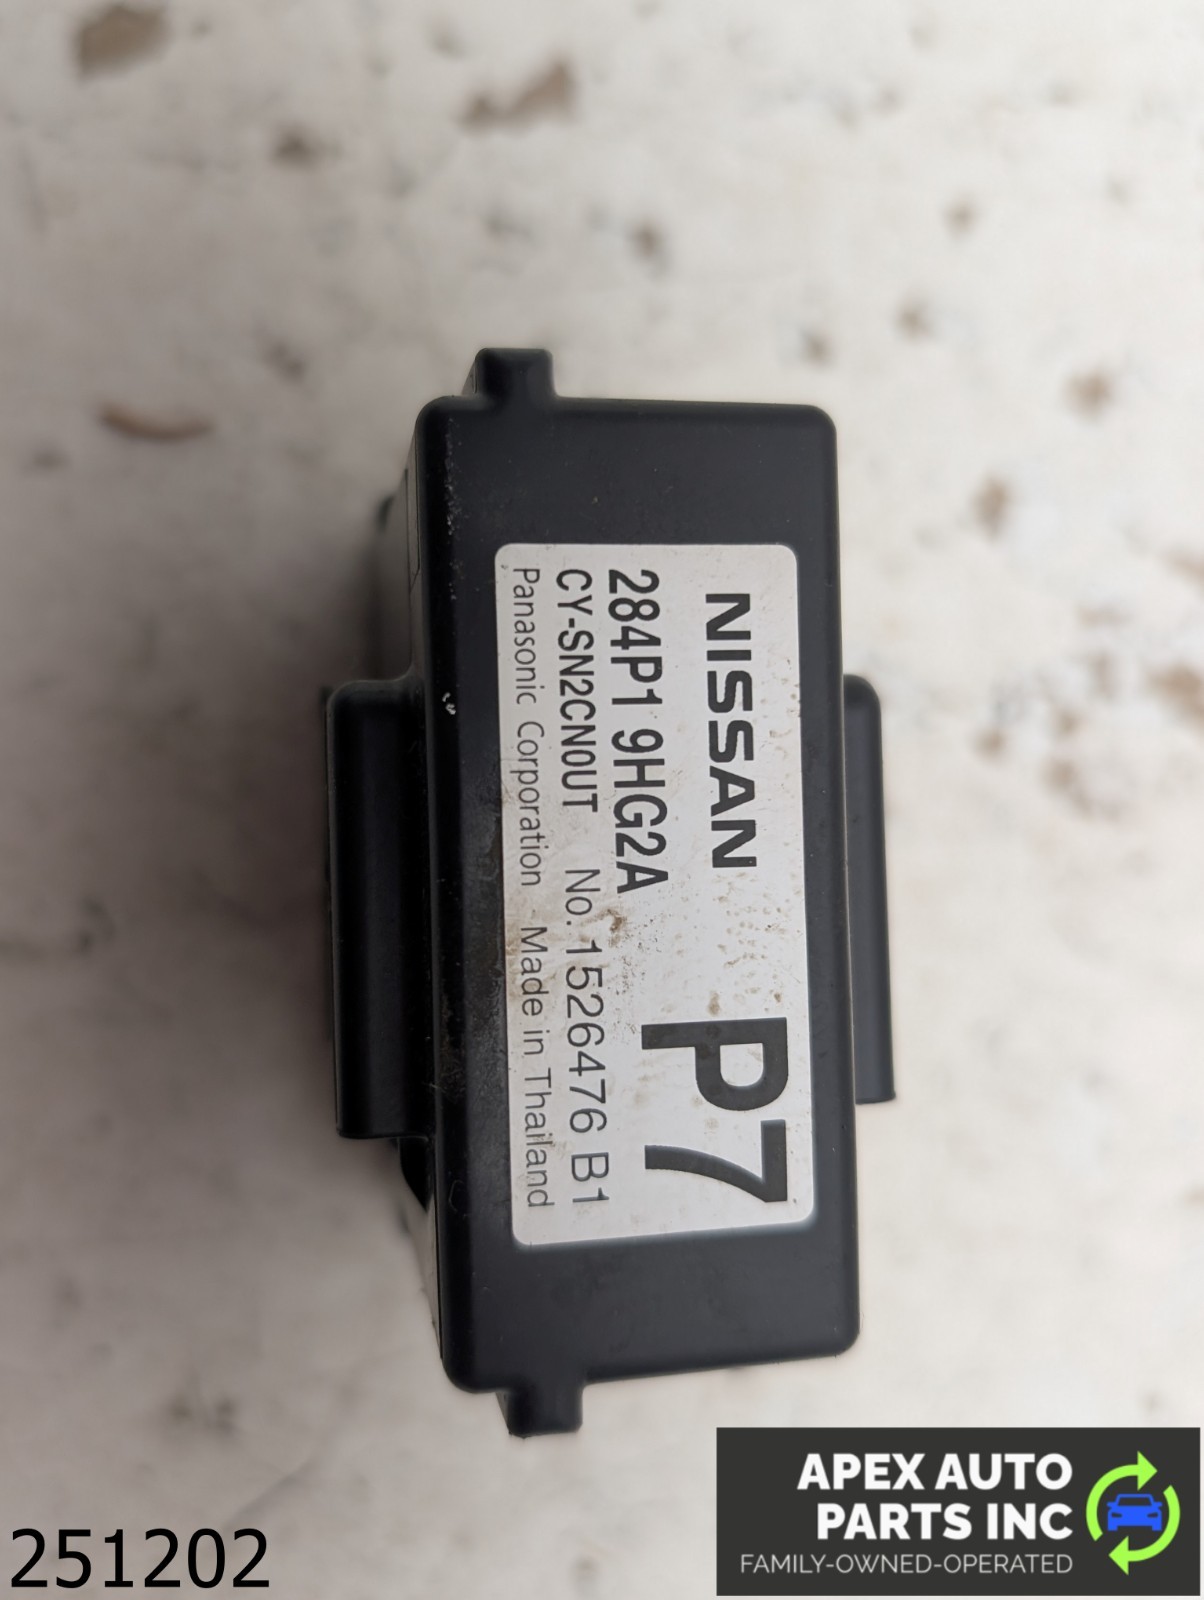 NISSAN
P7
284P1 9HG2A
CY-SN2CN0UT No. 1526476 B1
Panasonic Corporation Made in Thailand
251202
APEX AUTO
PARTS INC
FAMILY-OWNED-OPERATED